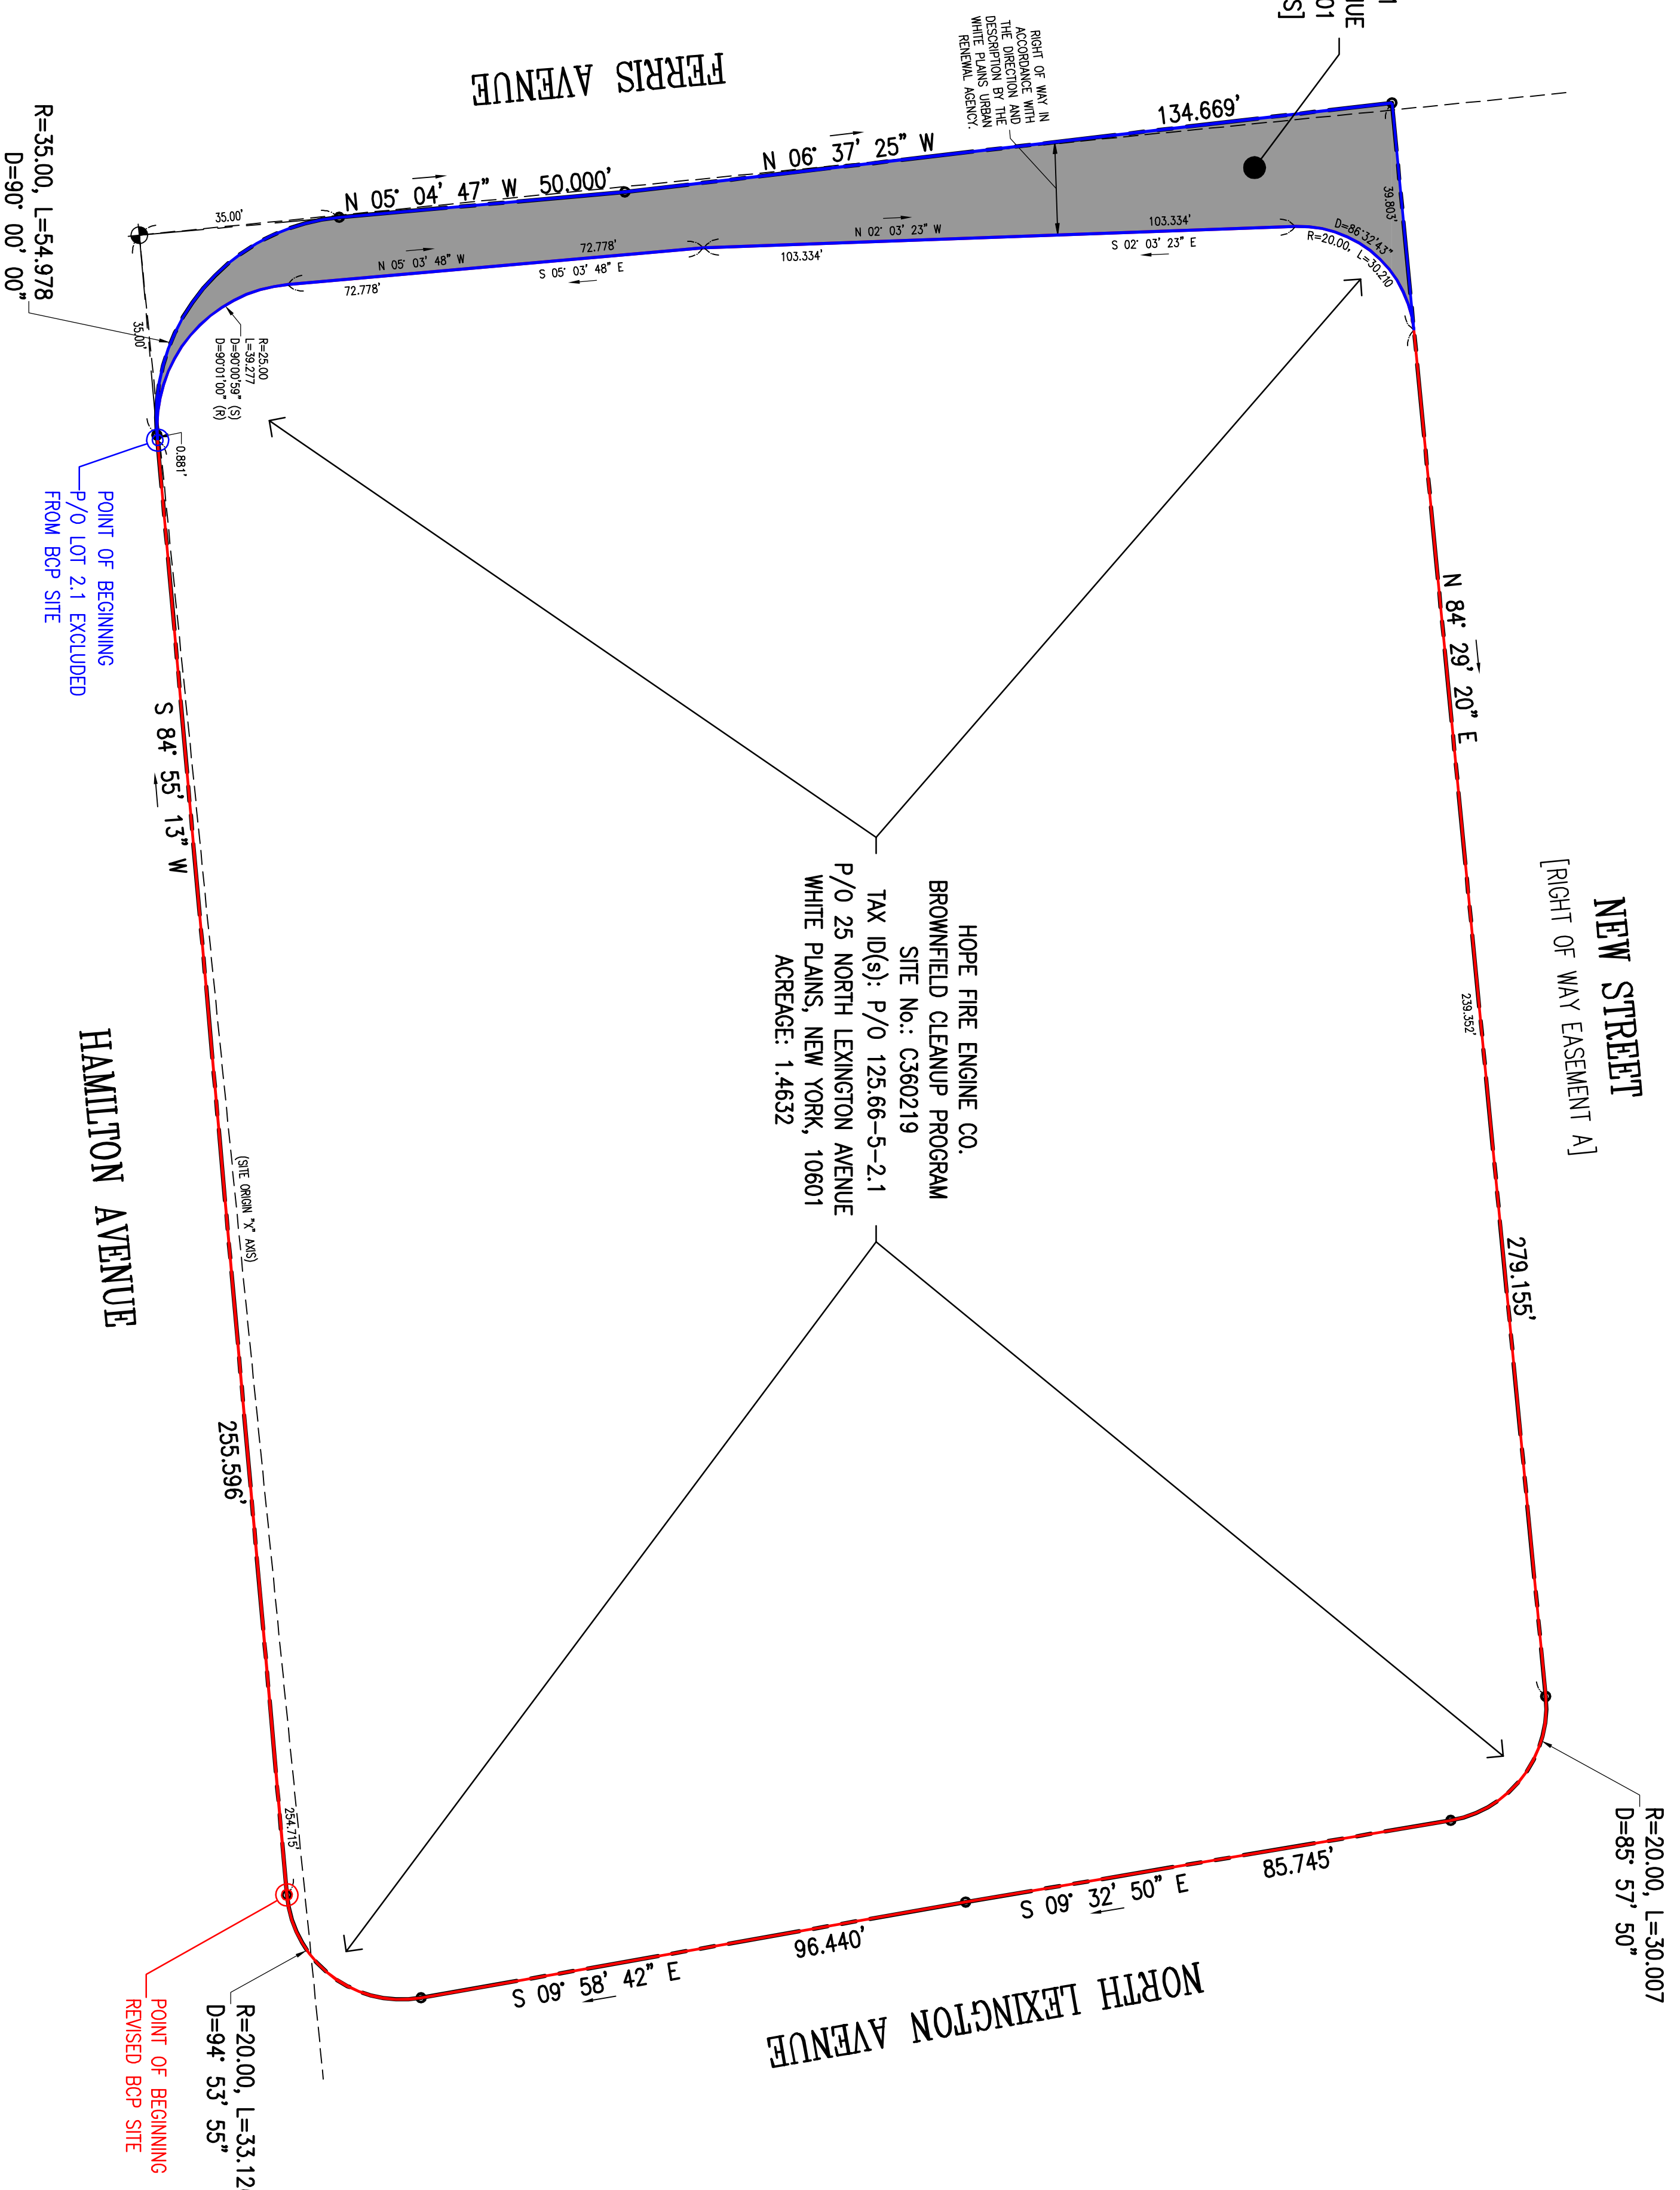 1
UE
01
S]
RIGHT OF WAY IN
ACCORDANCE WITH
THE DIRECTION AND
DESCRIPTION BY THE
WHITE PLAINS URBAN
RENEWAL AGENCY.
FERRIS AVENUE
134.669'
N 06° 37' 25" W
N 05° 04' 47" W 50.000'
39.803'
D=86°32'43"
R=20.00, L=30.210
103.334'
N 02° 03' 23" W
S 02° 03' 23" E
103.334'
72.778'
N 05° 03' 48" W
S 05° 03' 48" E
72.778'
35.00'
35.00'
R=35.00, L=54.978
D=90° 00' 00"
R=25.00
L=39.277
D=90°00'59" (S)
D=90°01'00" (R)
0.881'
POINT OF BEGINNING
P/O LOT 2.1 EXCLUDED
FROM BCP SITE
NEW STREET
[RIGHT OF WAY EASEMENT A]
N 84° 29' 20" E
239.352'
279.155'
HOPE FIRE ENGINE CO.
BROWNFIELD CLEANUP PROGRAM
SITE No.: C360219
TAX ID(s): P/O 125.66-5-2.1
P/O 25 NORTH LEXINGTON AVENUE
WHITE PLAINS, NEW YORK, 10601
ACREAGE: 1.4632
S 84° 55' 13" W
(SITE ORIGIN "X" AXIS)
255.596'
254.715'
HAMILTON AVENUE
R=20.00, L=30.007
D=85° 57' 50"
85.745'
S 09° 32' 50" E
96.440'
S 09° 58' 42" E
NORTH LEXINGTON AVENUE
R=20.00, L=33.12
D=94° 53' 55"
POINT OF BEGINNING
REVISED BCP SITE